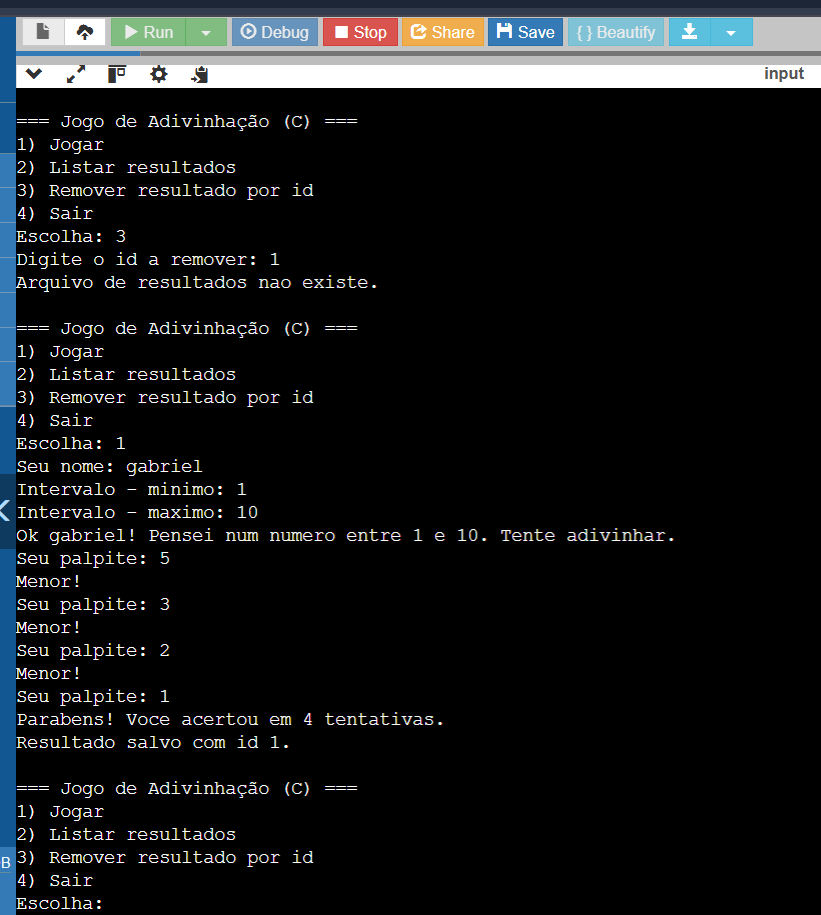 Run Debug Stop Share Save { } Beautify
input
=== Jogo de Adivinhação (C) ===
1) Jogar
2) Listar resultados
3) Remover resultado por id
4) Sair
Escolha: 3
Digite o id a remover: 1
Arquivo de resultados nao existe.
=== Jogo de Adivinhação (C) ===
1) Jogar
2) Listar resultados
3) Remover resultado por id
4) Sair
Escolha: 1
Seu nome: gabriel
Intervalo - minimo: 1
Intervalo - maximo: 10
Ok gabriel! Pensei num numero entre 1 e 10. Tente adivinhar.
Seu palpite: 5
Menor!
Seu palpite: 3
Menor!
Seu palpite: 2
Menor!
Seu palpite: 1
Parabens! Voce acertou em 4 tentativas.
Resultado salvo com id 1.
=== Jogo de Adivinhação (C) ===
1) Jogar
2) Listar resultados
3) Remover resultado por id
4) Sair
Escolha: